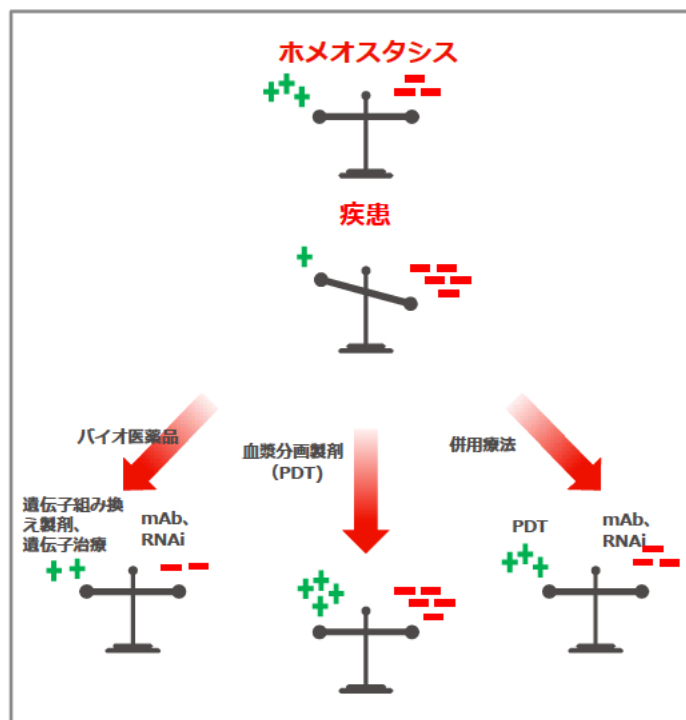 ホメオスタシス
疾患
バイオ医薬品
血漿分画製剤
（PDT)
併用療法
遺伝子組み換
え製剤、
遺伝子治療
mAb、
RNAi
PDT
mAb、
RNAi